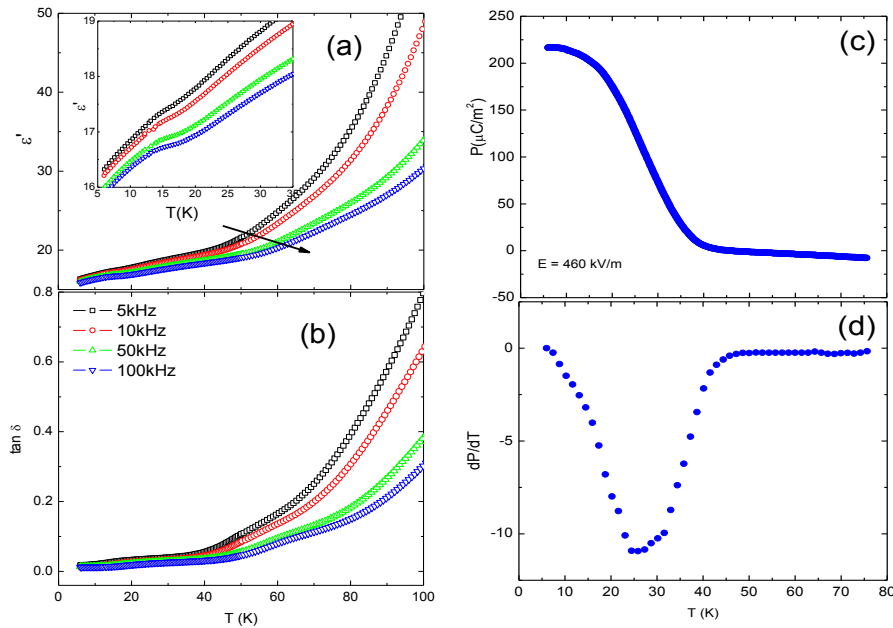 (a)
50
40
30
20
ε'
19
18
17
16
ε'
5 10 15 20 25 30 35
T(K)
(b)
0.8
0.6
0.4
0.2
0.0
tan δ
5kHz
10kHz
50kHz
100kHz
0 20 40 60 80 100
T (K)
(c)
250
200
150
100
50
0
-50
P(μC/m²)
E = 460 kV/m
(d)
0
-5
-10
dP/dT
0 10 20 30 40 50 60 70 80
T (K)